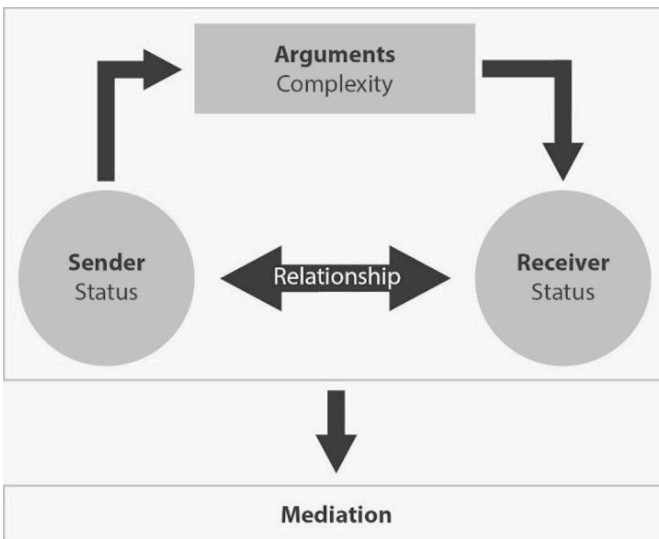 Arguments
Complexity
Sender
Status
Relationship
Receiver
Status
Mediation